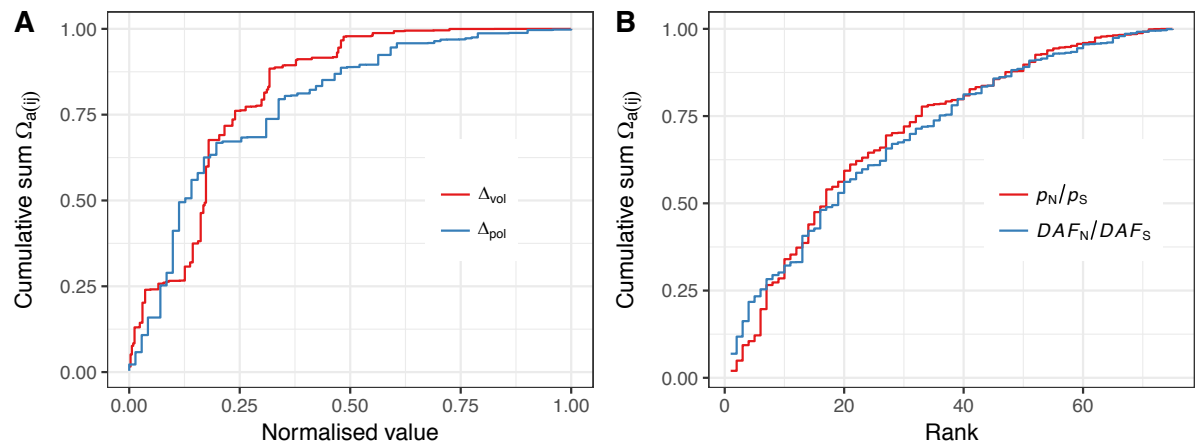 A
Cumulative sum Ωa(ij)
1.00
0.75
0.50
0.25
0.00
Δvol
Δpol
0.00 0.25 0.50 0.75 1.00
Normalised value
B
Cumulative sum Ωa(ij)
1.00
0.75
0.50
0.25
0.00
pN/pS
DAFN/DAFS
0 20 40 60
Rank